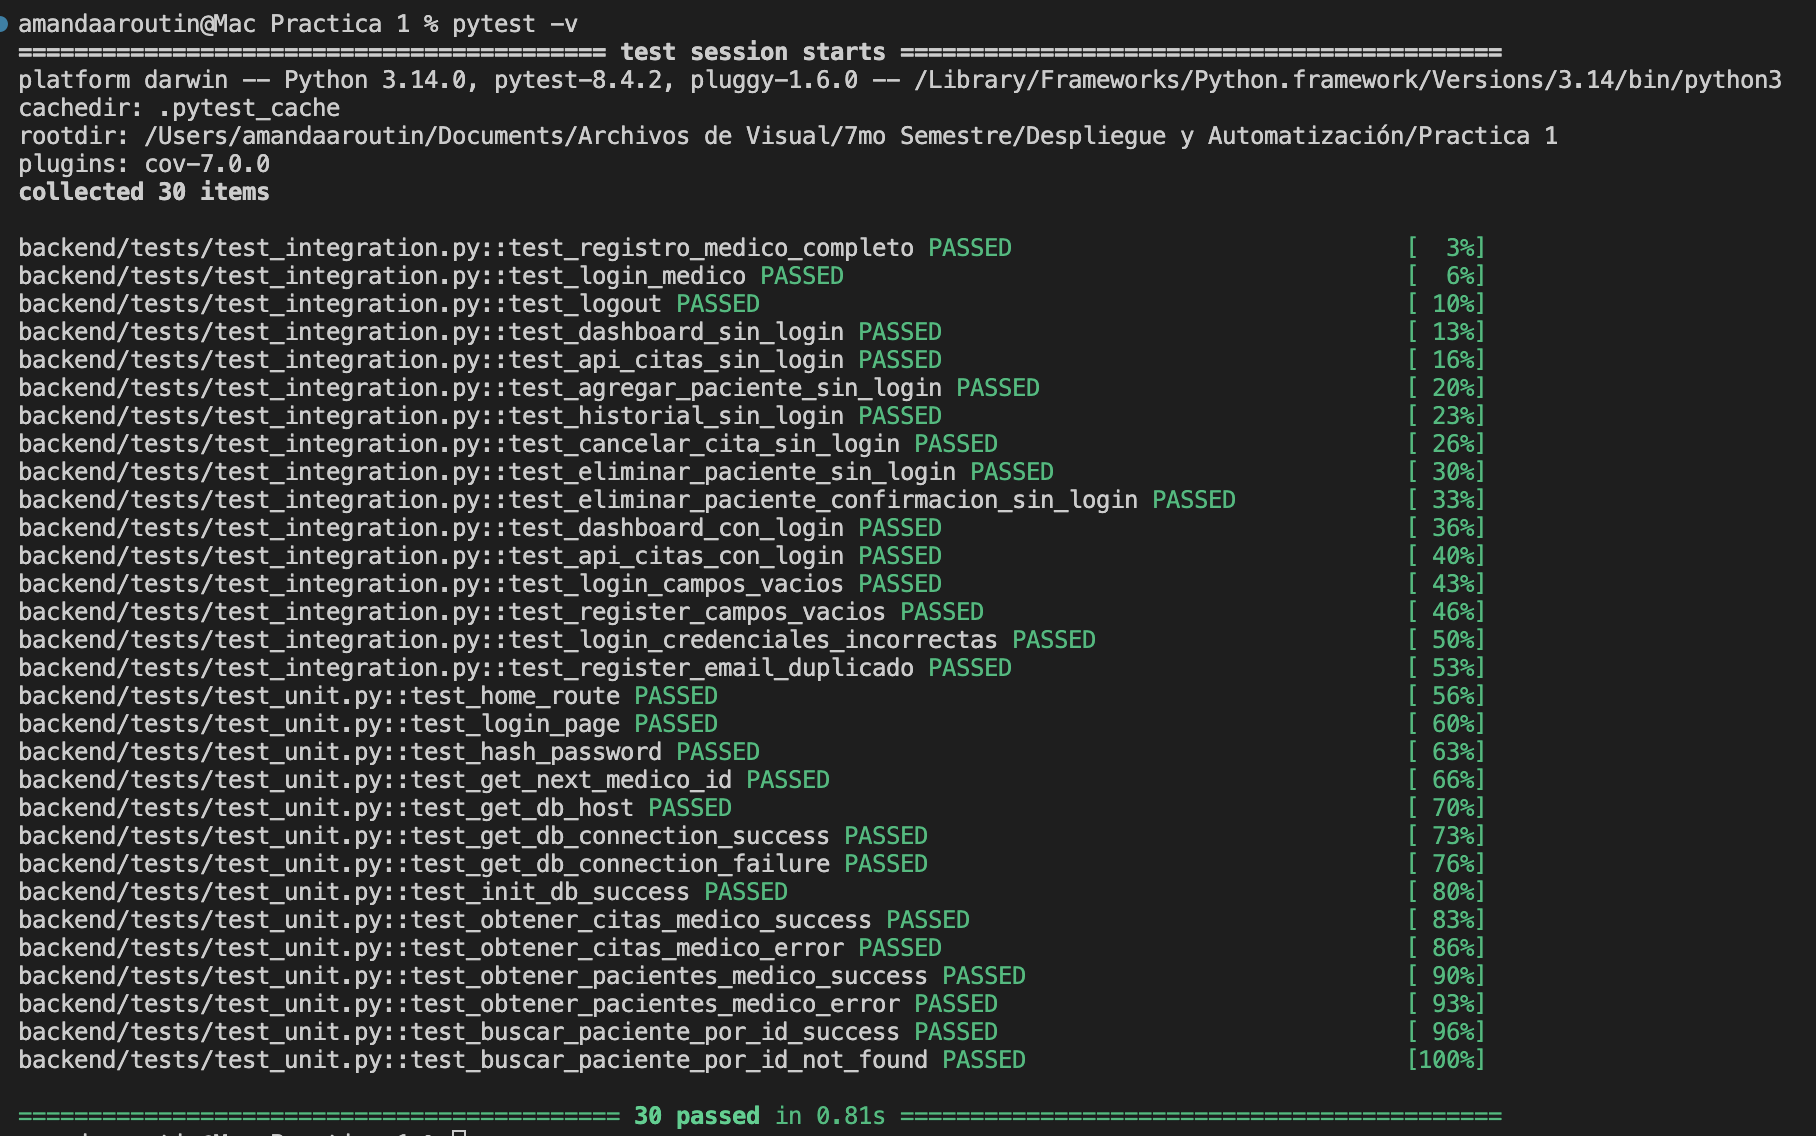 amandaaroutin@Mac Practica 1 % pytest -v
========================================== test session starts ===========================================
platform darwin -- Python 3.14.0, pytest-8.4.2, pluggy-1.6.0 -- /Library/Frameworks/Python.framework/Versions/3.14/bin/python3
cachedir: .pytest_cache
rootdir: /Users/amandaaroutin/Documents/Archivos de Visual/7mo Semestre/Despliegue y Automatización/Practica 1
plugins: cov-7.0.0
collected 30 items
backend/tests/test_integration.py::test_registro_medico_completo PASSED [  3%]
backend/tests/test_integration.py::test_login_medico PASSED [  6%]
backend/tests/test_integration.py::test_logout PASSED [ 10%]
backend/tests/test_integration.py::test_dashboard_sin_login PASSED [ 13%]
backend/tests/test_integration.py::test_api_citas_sin_login PASSED [ 16%]
backend/tests/test_integration.py::test_agregar_paciente_sin_login PASSED [ 20%]
backend/tests/test_integration.py::test_historial_sin_login PASSED [ 23%]
backend/tests/test_integration.py::test_cancelar_cita_sin_login PASSED [ 26%]
backend/tests/test_integration.py::test_eliminar_paciente_sin_login PASSED [ 30%]
backend/tests/test_integration.py::test_eliminar_paciente_confirmacion_sin_login PASSED [ 33%]
backend/tests/test_integration.py::test_dashboard_con_login PASSED [ 36%]
backend/tests/test_integration.py::test_api_citas_con_login PASSED [ 40%]
backend/tests/test_integration.py::test_login_campos_vacios PASSED [ 43%]
backend/tests/test_integration.py::test_register_campos_vacios PASSED [ 46%]
backend/tests/test_integration.py::test_login_credenciales_incorrectas PASSED [ 50%]
backend/tests/test_integration.py::test_register_email_duplicado PASSED [ 53%]
backend/tests/test_unit.py::test_home_route PASSED [ 56%]
backend/tests/test_unit.py::test_login_page PASSED [ 60%]
backend/tests/test_unit.py::test_hash_password PASSED [ 63%]
backend/tests/test_unit.py::test_get_next_medico_id PASSED [ 66%]
backend/tests/test_unit.py::test_get_db_host PASSED [ 70%]
backend/tests/test_unit.py::test_get_db_connection_success PASSED [ 73%]
backend/tests/test_unit.py::test_get_db_connection_failure PASSED [ 76%]
backend/tests/test_unit.py::test_init_db_success PASSED [ 80%]
backend/tests/test_unit.py::test_obtener_citas_medico_success PASSED [ 83%]
backend/tests/test_unit.py::test_obtener_citas_medico_error PASSED [ 86%]
backend/tests/test_unit.py::test_obtener_pacientes_medico_success PASSED [ 90%]
backend/tests/test_unit.py::test_obtener_pacientes_medico_error PASSED [ 93%]
backend/tests/test_unit.py::test_buscar_paciente_por_id_success PASSED [ 96%]
backend/tests/test_unit.py::test_buscar_paciente_por_id_not_found PASSED [100%]
=========================================== 30 passed in 0.81s ===========================================